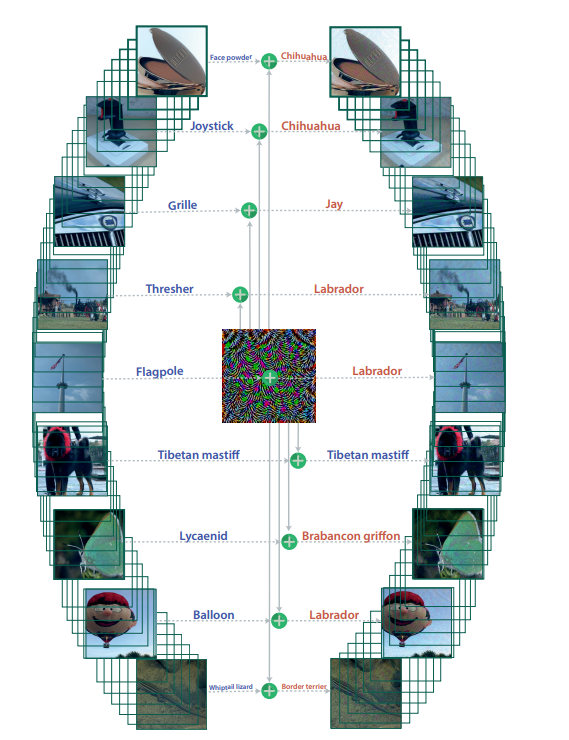 Face powder Chihuahua
Joystick Chihuahua
Grille Jay
Thresher Labrador
Flagpole Labrador
Tibetan mastiff Tibetan mastiff
Lycaenid Brabancon griffon
Balloon Labrador
Whiptail lizard Border terrier